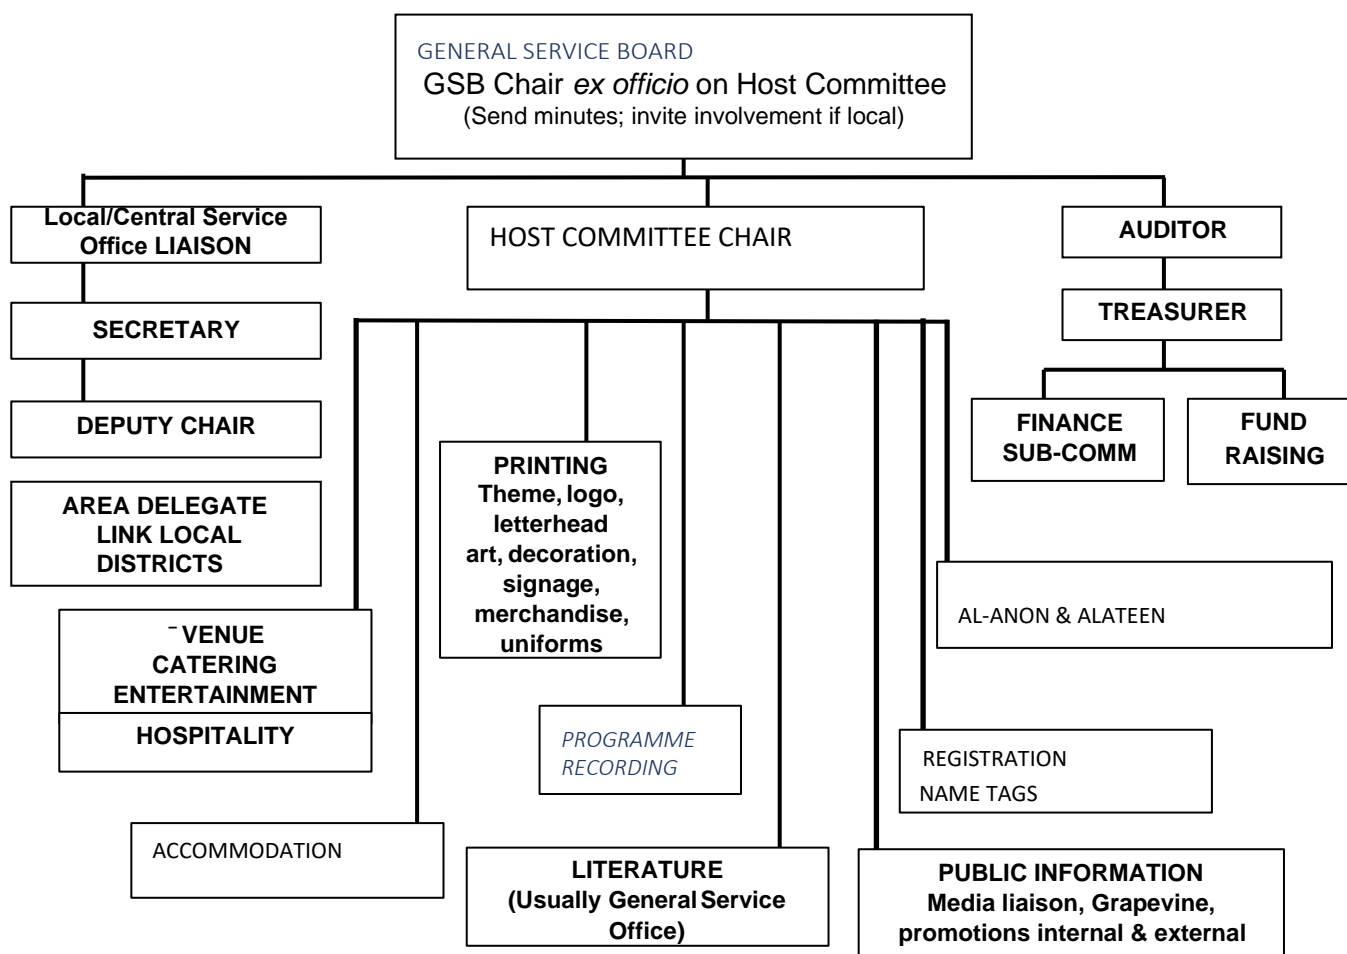 GENERAL SERVICE BOARD
GSB Chair ex officio on Host Committee
(Send minutes; invite involvement if local)
Local/Central Service
Office LIAISON
HOST COMMITTEE CHAIR
AUDITOR
SECRETARY
TREASURER
DEPUTY CHAIR
FINANCE
SUB-COMM
FUND
RAISING
AREA DELEGATE
LINK LOCAL
DISTRICTS
PRINTING
Theme, logo,
letterhead
art, decoration,
signage,
merchandise,
uniforms
AL-ANON & ALATEEN
VENUE
CATERING
ENTERTAINMENT
HOSPITALITY
PROGRAMME
RECORDING
REGISTRATION
NAME TAGS
ACCOMMODATION
LITERATURE
(Usually General Service
Office)
PUBLIC INFORMATION
Media liaison, Grapevine,
promotions internal & external